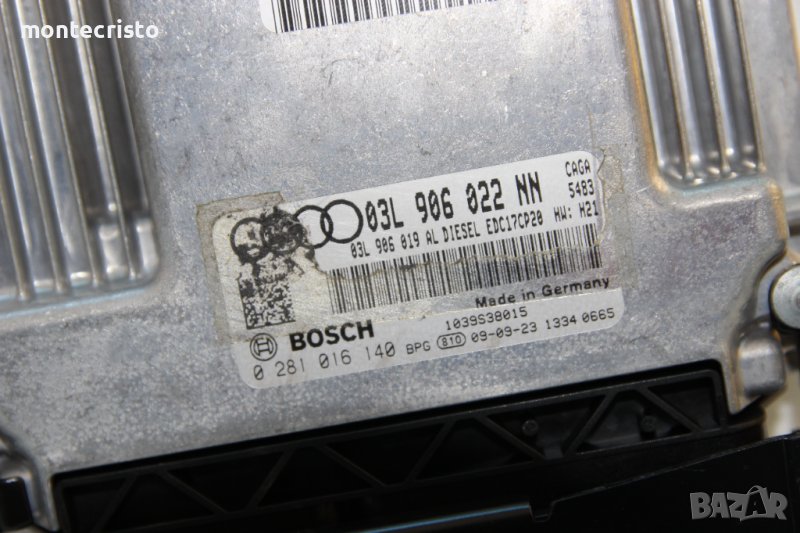 montecristo
03L 906 022 NN
CAGA
5483
03L 906 019 AL DIESEL EDC17CP20 HW: H21
Made in Germany
BOSCH
1039S38015
0 281 016 140 BPG 810 09-09-23 1334 0665
BAZAR